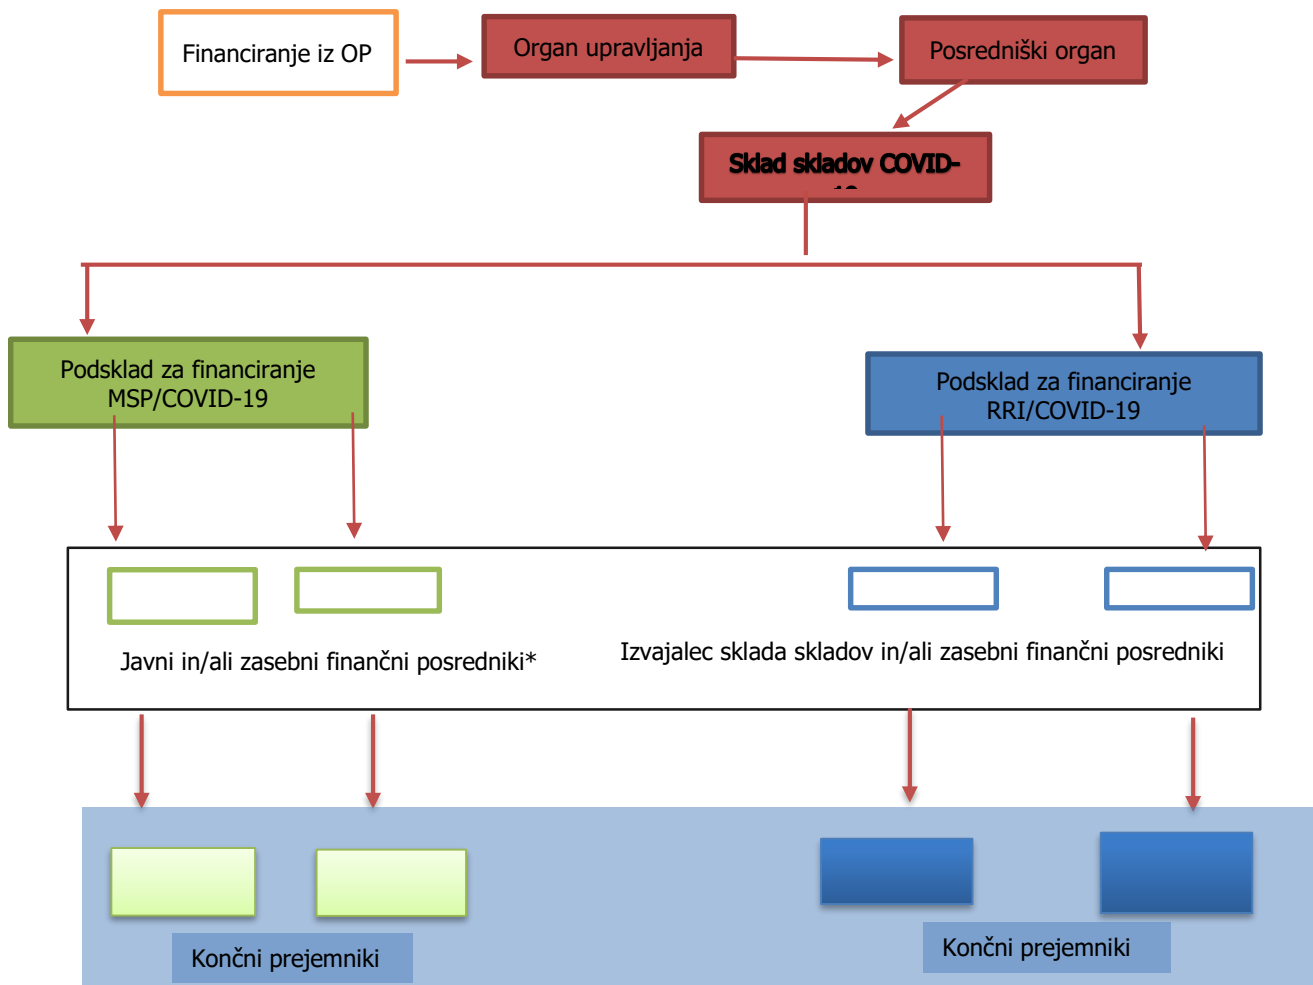 Financiranje iz OP
Organ upravljanja
Posredniški organ
Sklad skladov COVID-
Podsklad za financiranje
MSP/COVID-19
Podsklad za financiranje
RRI/COVID-19
Javni in/ali zasebni finančni posredniki*
Izvajalec sklada skladov in/ali zasebni finančni posredniki
Končni prejemniki
Končni prejemniki